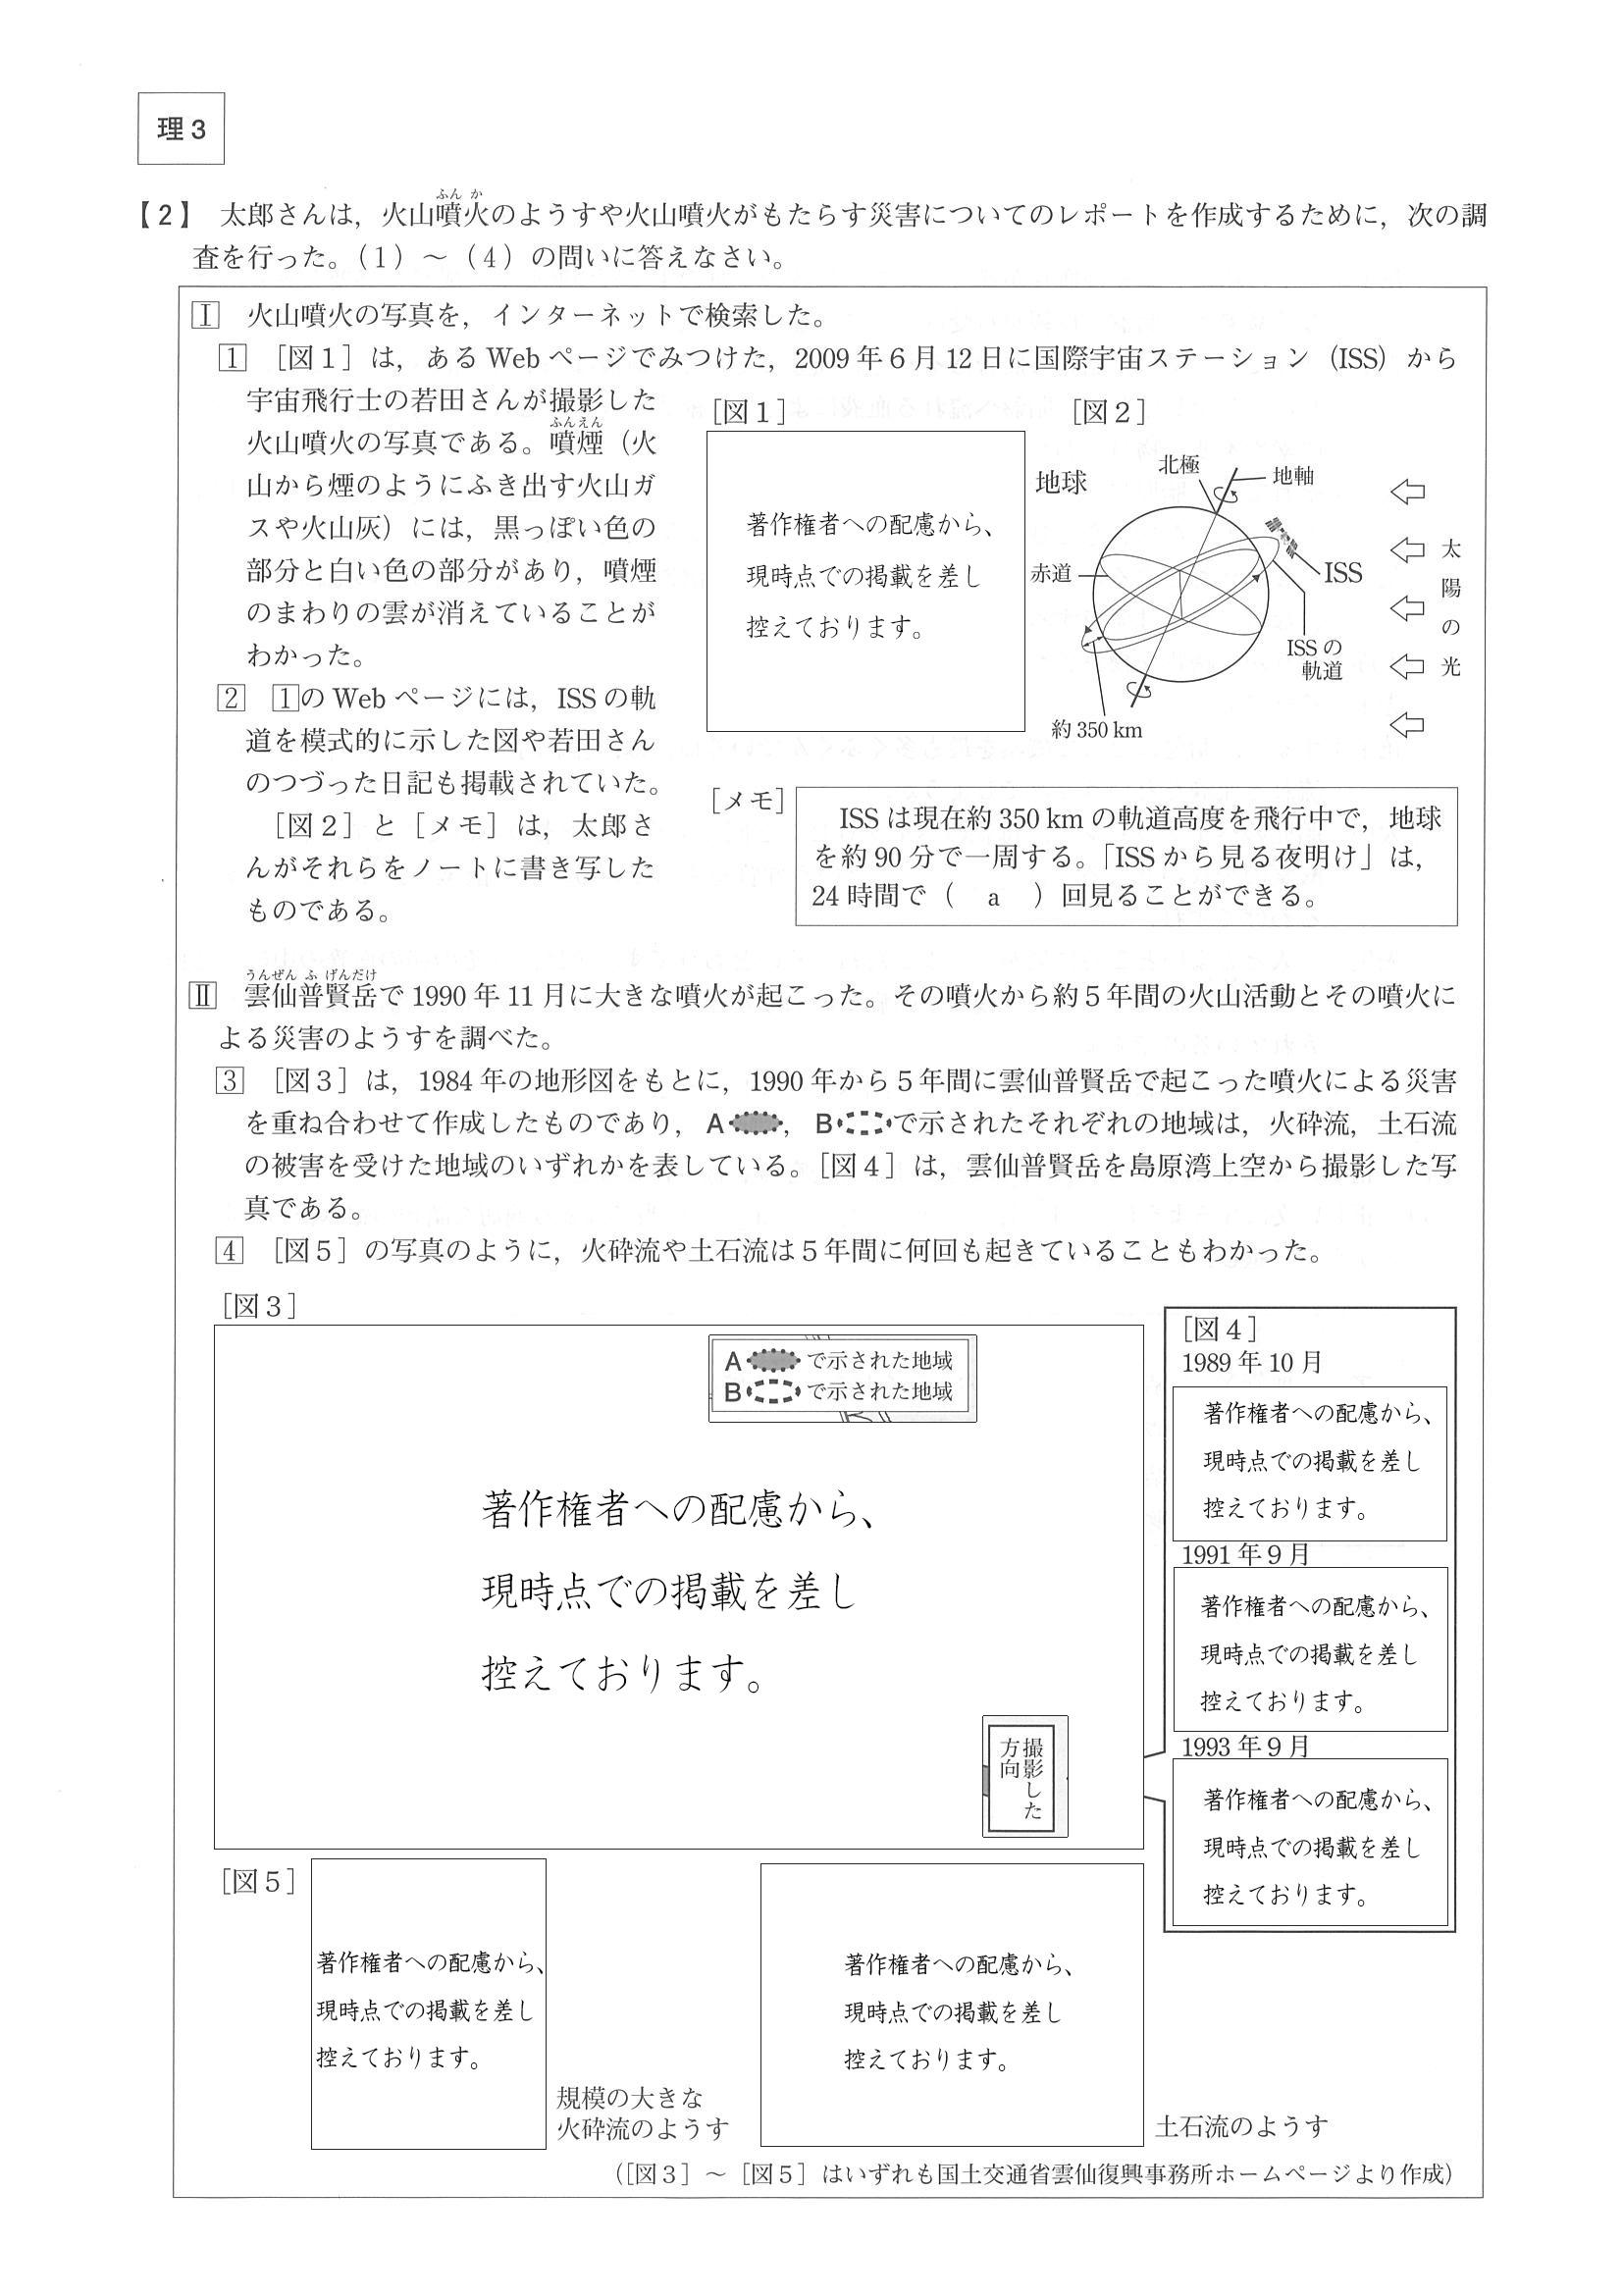 理3
【2】 太郎さんは，火山噴火のようすや火山噴火がもたらす災害についてのレポートを作成するために，次の調
ふん か
査を行った。（1）～（4）の問いに答えなさい。
Ⅰ 火山噴火の写真を，インターネットで検索した。
1 ［図1］は，あるWebページでみつけた，2009年6月12日に国際宇宙ステーション（ISS）から
宇宙飛行士の若田さんが撮影した
火山噴火の写真である。噴煙（火
ふんえん
山から煙のようにふき出す火山ガ
スや火山灰）には，黒っぽい色の
部分と白い色の部分があり，噴煙
のまわりの雲が消えていることが
わかった。
2 1のWebページには，ISSの軌
道を模式的に示した図や若田さん
のつづった日記も掲載されていた。
［図2］と［メモ］は，太郎さ
んがそれらをノートに書き写した
ものである。
［図1］
著作権者への配慮から、
現時点での掲載を差し
控えております。
［図2］
地球
北極
地軸
赤道
ISS
ISSの
軌道
約350 km
太陽の光
［メモ］
ISSは現在約350 kmの軌道高度を飛行中で，地球
を約90分で一周する。「ISSから見る夜明け」は，
24時間で（ a ）回見ることができる。
うんぜん ふ げんだけ
Ⅱ 雲仙普賢岳で1990年11月に大きな噴火が起こった。その噴火から約5年間の火山活動とその噴火に
よる災害のようすを調べた。
3 ［図3］は，1984年の地形図をもとに，1990年から5年間に雲仙普賢岳で起こった噴火による災害
を重ね合わせて作成したものであり，A，Bで示されたそれぞれの地域は，火砕流，土石流
の被害を受けた地域のいずれかを表している。［図4］は，雲仙普賢岳を島原湾上空から撮影した写
真である。
4 ［図5］の写真のように，火砕流や土石流は5年間に何回も起きていることもわかった。
［図3］
Aで示された地域
Bで示された地域
著作権者への配慮から、
現時点での掲載を差し
控えております。
撮影した
方向
［図4］
1989年10月
著作権者への配慮から、
現時点での掲載を差し
控えております。
1991年9月
著作権者への配慮から、
現時点での掲載を差し
控えております。
1993年9月
著作権者への配慮から、
現時点での掲載を差し
控えております。
［図5］
著作権者への配慮から、
現時点での掲載を差し
控えております。
規模の大きな
火砕流のようす
著作権者への配慮から、
現時点での掲載を差し
控えております。
土石流のようす
（［図3］～［図5］はいずれも国土交通省雲仙復興事務所ホームページより作成）